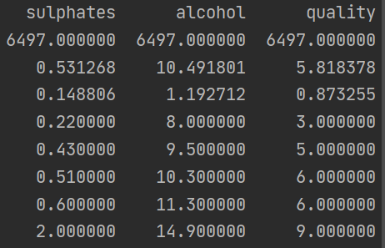 sulphates alcohol quality
6497.000000 6497.000000 6497.000000
0.531268 10.491801 5.818378
0.148806 1.192712 0.873255
0.220000 8.000000 3.000000
0.430000 9.500000 5.000000
0.510000 10.300000 6.000000
0.600000 11.300000 6.000000
2.000000 14.900000 9.000000